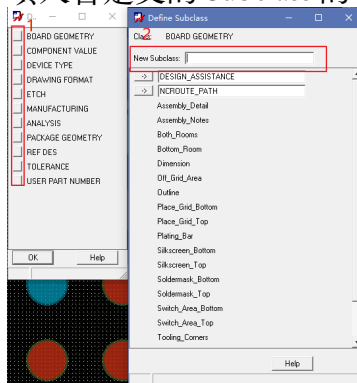 D...
1
BOARD GEOMETRY
COMPONENT VALUE
DEVICE TYPE
DRAWING FORMAT
ETCH
MANUFACTURING
ANALYSIS
PACKAGE GEOMETRY
REF DES
TOLERANCE
USER PART NUMBER
OK
Help
Define Subclass
Class: BOARD GEOMETRY
2
New Subclass:
-> DESIGN_ASSISTANCE
-> NCROUTE_PATH
Assembly_Detail
Assembly_Notes
Both_Rooms
Bottom_Room
Dimension
Off_Grid_Area
Outline
Place_Grid_Bottom
Place_Grid_Top
Plating_Bar
Silkscreen_Bottom
Silkscreen_Top
Soldermask_Bottom
Soldermask_Top
Switch_Area_Bottom
Switch_Area_Top
Tooling_Corners
Help